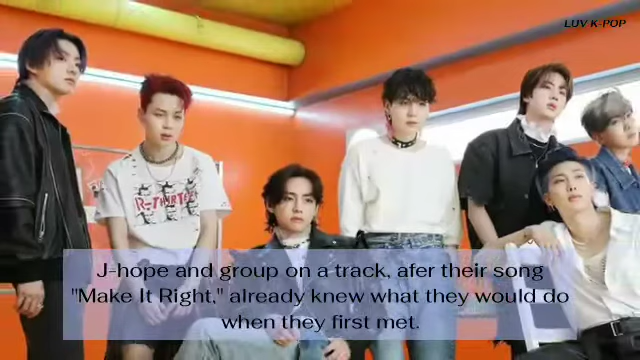 LUV K-POP
R-THIRTEE
J-hope and group on a track, afer their song
"Make It Right," already knew what they would do
when they first met.